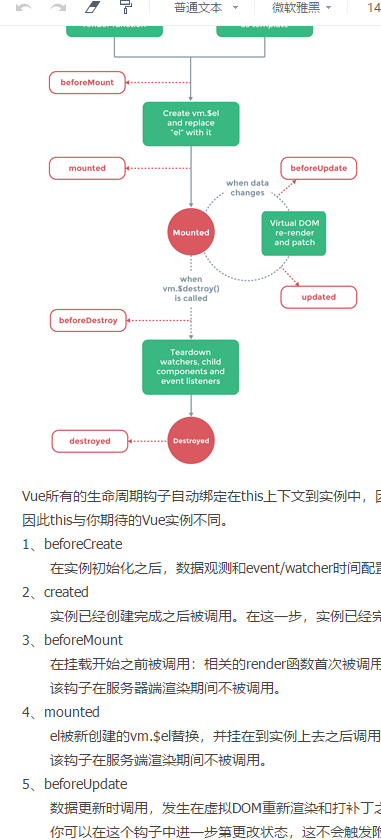 普通文本
微软雅黑
14
beforeMount
Create vm.$el
and replace
"el" with it
mounted
when data
changes
beforeUpdate
Mounted
Virtual DOM
re-render
and patch
when
vm.$destroy()
is called
updated
beforeDestroy
Teardown
watchers, child
components and
event listeners
destroyed
Destroyed
Vue所有的生命周期钩子自动绑定在this上下文到实例中，因
因此this与你期待的Vue实例不同。
1、beforeCreate
在实例初始化之后，数据观测和event/watcher时间配置
2、created
实例已经创建完成之后被调用。在这一步，实例已经完
3、beforeMount
在挂载开始之前被调用：相关的render函数首次被调用
该钩子在服务器端渲染期间不被调用。
4、mounted
el被新创建的vm.$el替换，并挂在到实例上去之后调用
该钩子在服务端渲染期间不被调用。
5、beforeUpdate
数据更新时调用，发生在虚拟DOM重新渲染和打补丁之
你可以在这个钩子中进一步第更改状态，这不会触发附